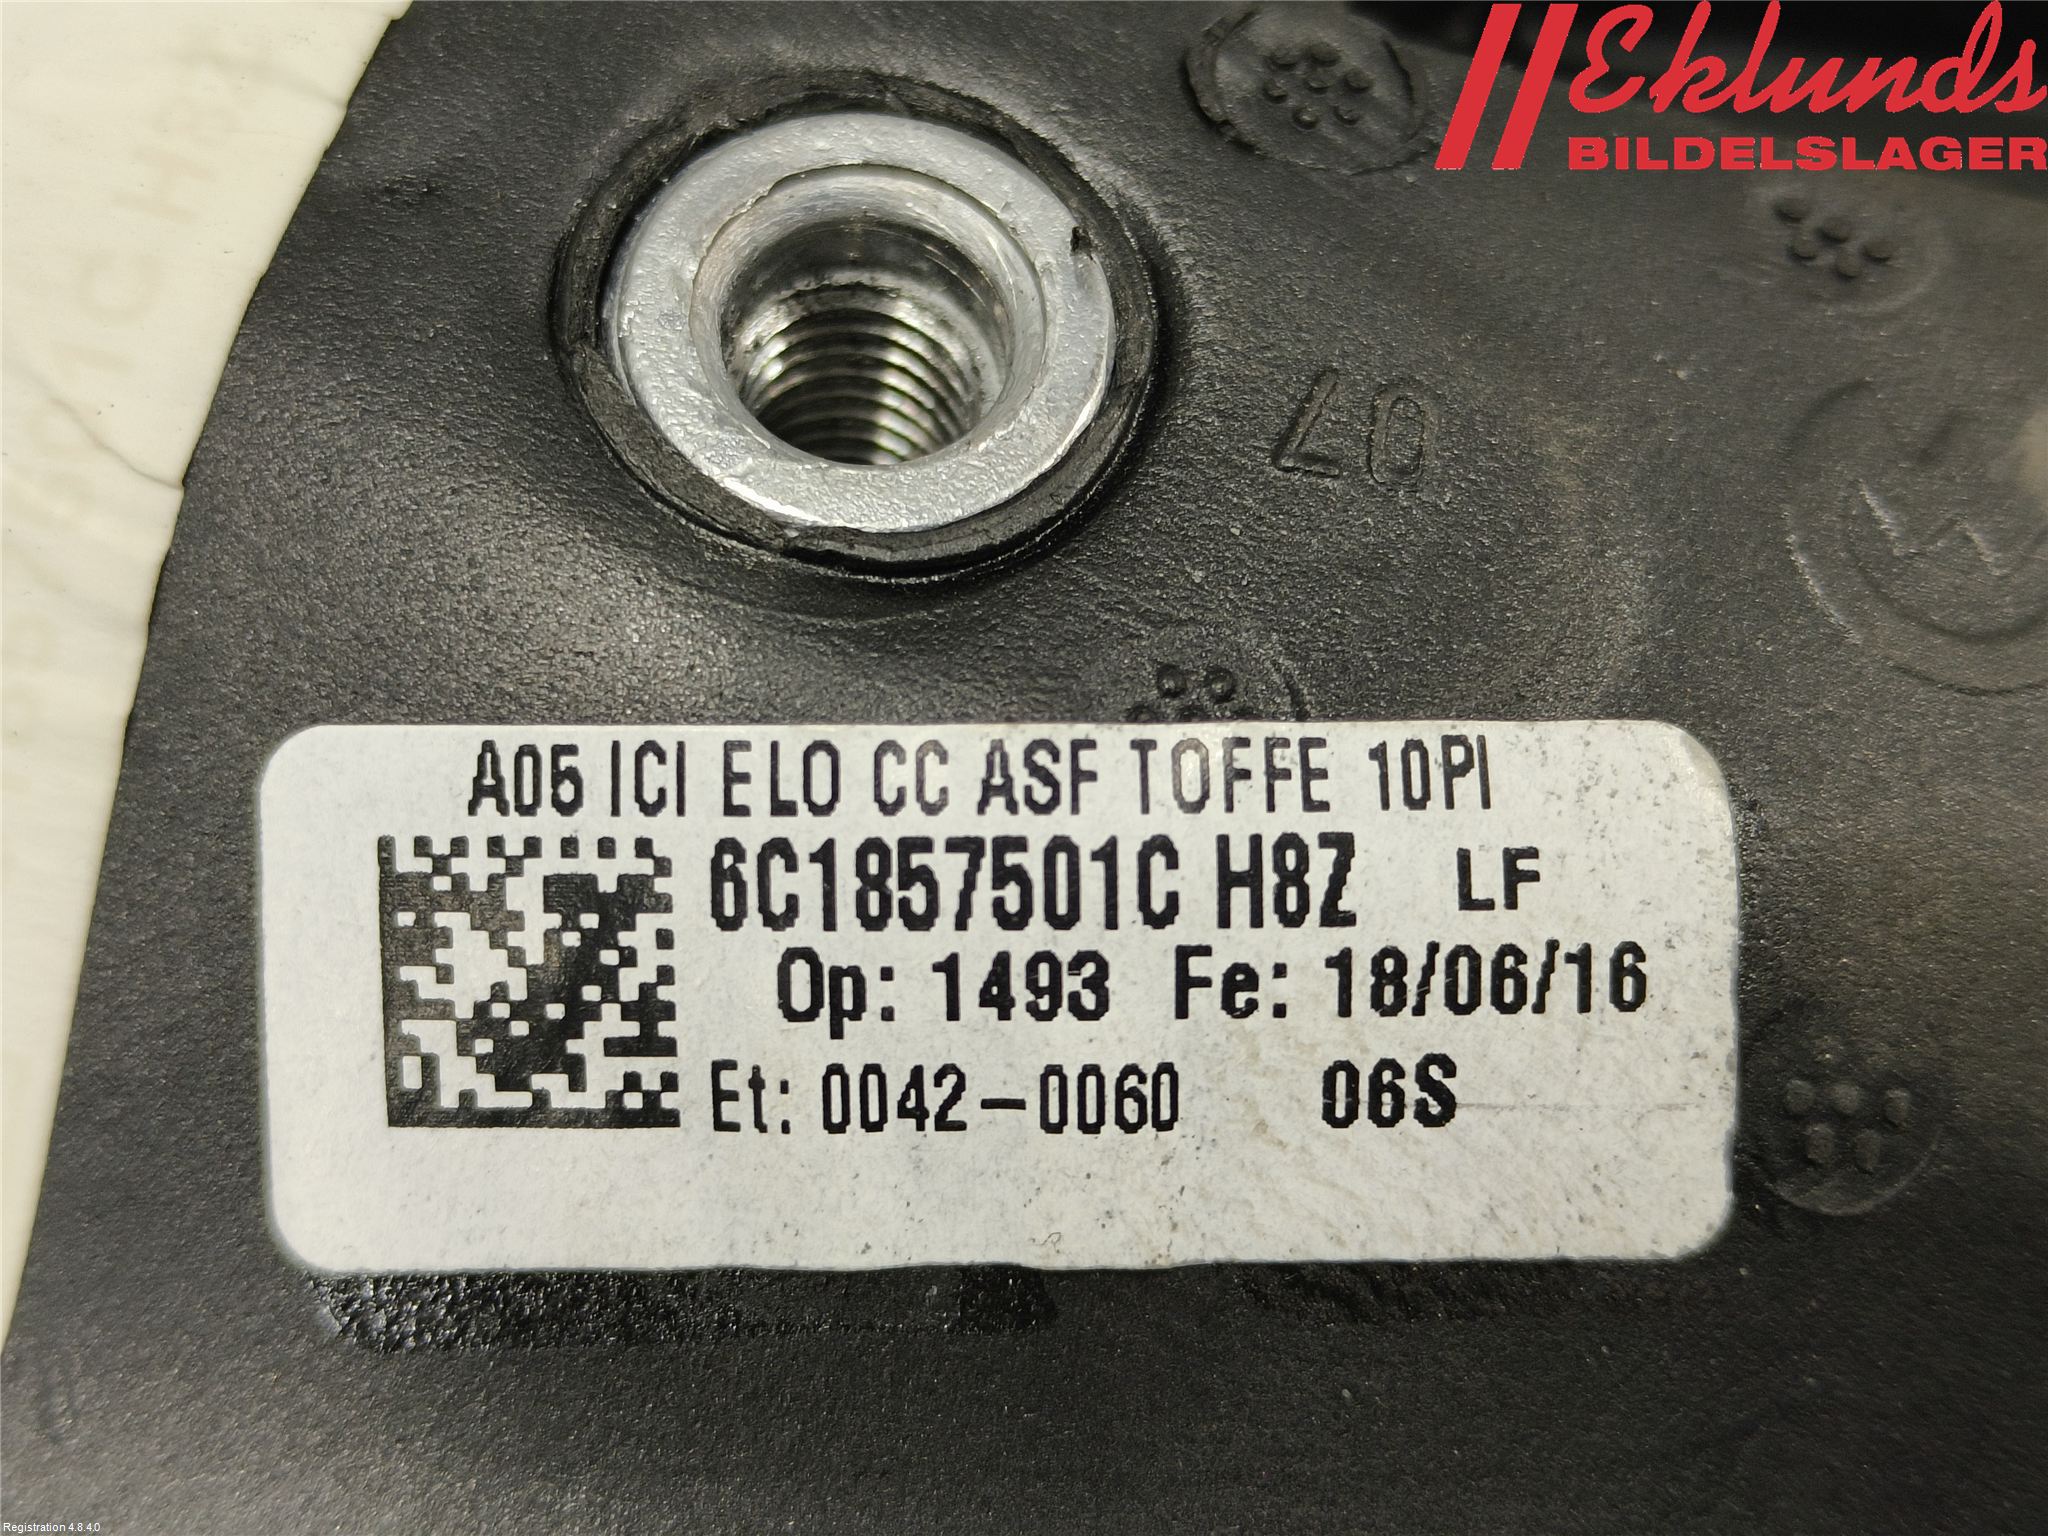 Eklunds
BILDELSLAGER
07
A05 ICI ELO CC ASF TOFFE 10PI
6C1857501C H8Z LF
Op: 1493 Fe: 18/06/16
Et: 0042-0060 06S
Registration 4.8.4.0